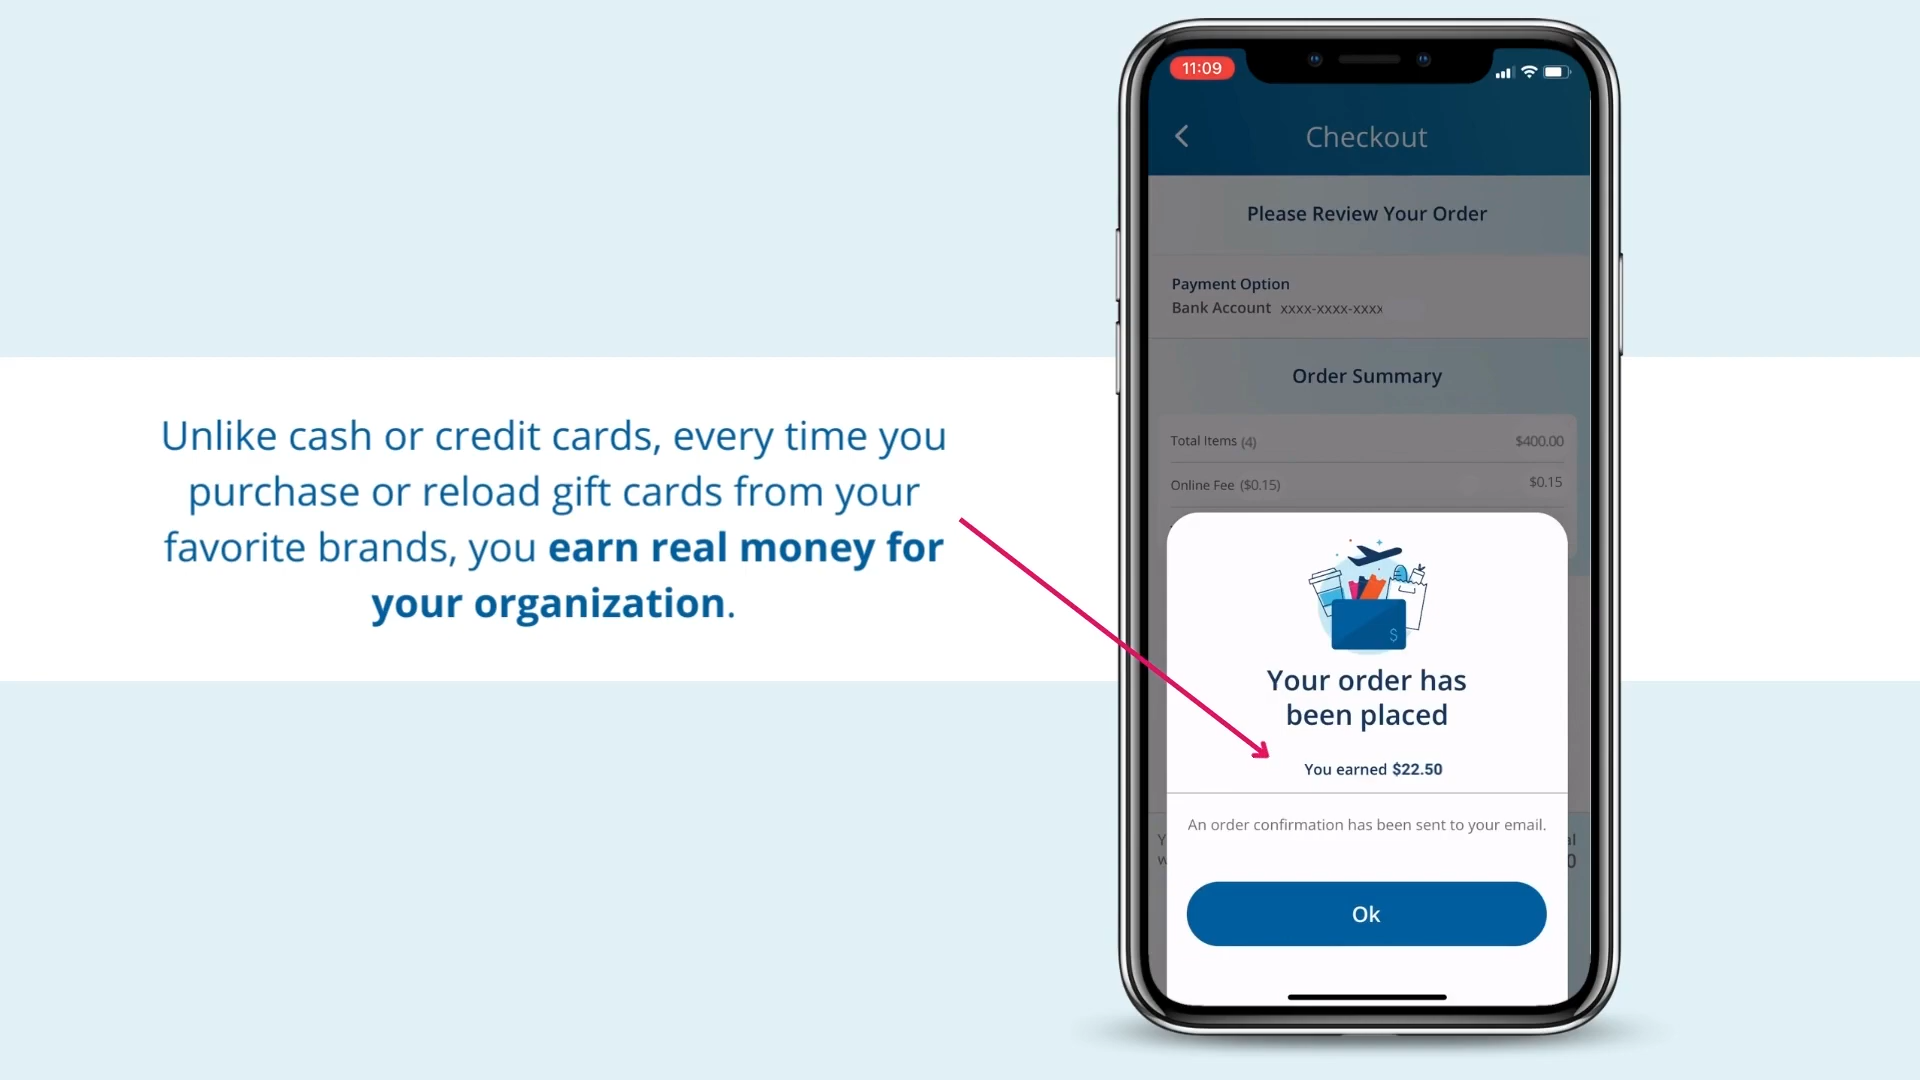 Unlike cash or credit cards, every time you
purchase or reload gift cards from your
favorite brands, you earn real money for
your organization.
11:09
Checkout
Please Review Your Order
Payment Option
Bank Account xxxx-xxxx-xxxx
Order Summary
Total Items (4) $400.00
Online Fee ($0.15) $0.15
$
Your order has
been placed
You earned $22.50
An order confirmation has been sent to your email.
Ok